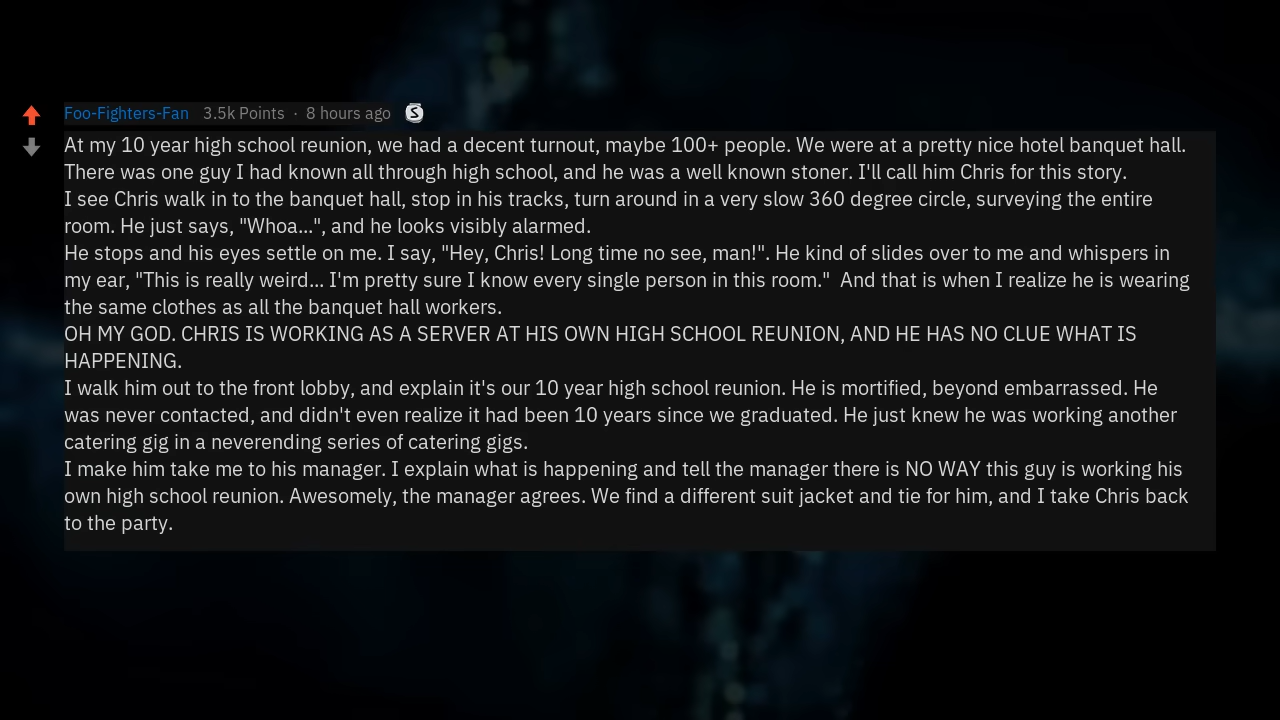 Foo-Fighters-Fan 3.5k Points · 8 hours ago S
At my 10 year high school reunion, we had a decent turnout, maybe 100+ people. We were at a pretty nice hotel banquet hall.
There was one guy I had known all through high school, and he was a well known stoner. I'll call him Chris for this story.
I see Chris walk in to the banquet hall, stop in his tracks, turn around in a very slow 360 degree circle, surveying the entire
room. He just says, "Whoa...", and he looks visibly alarmed.
He stops and his eyes settle on me. I say, "Hey, Chris! Long time no see, man!". He kind of slides over to me and whispers in
my ear, "This is really weird... I'm pretty sure I know every single person in this room."  And that is when I realize he is wearing
the same clothes as all the banquet hall workers.
OH MY GOD. CHRIS IS WORKING AS A SERVER AT HIS OWN HIGH SCHOOL REUNION, AND HE HAS NO CLUE WHAT IS
HAPPENING.
I walk him out to the front lobby, and explain it's our 10 year high school reunion. He is mortified, beyond embarrassed. He
was never contacted, and didn't even realize it had been 10 years since we graduated. He just knew he was working another
catering gig in a neverending series of catering gigs.
I make him take me to his manager. I explain what is happening and tell the manager there is NO WAY this guy is working his
own high school reunion. Awesomely, the manager agrees. We find a different suit jacket and tie for him, and I take Chris back
to the party.